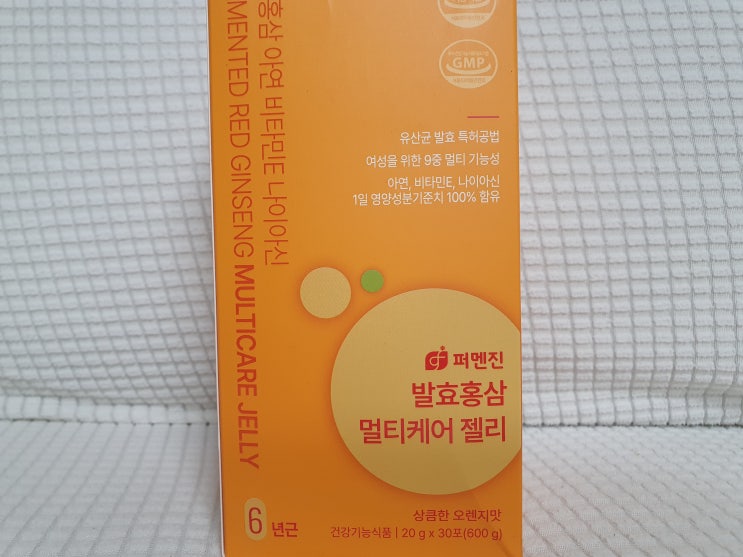 홍삼 아연 비타민E 나이아신
MENTED RED GINSENG MULTICARE JELLY
GMP
유산균 발효 특허공법
여성을 위한 9중 멀티 기능성
아연, 비타민E, 나이아신
1일 영양성분기준치 100% 함유
퍼멘진
발효홍삼
멀티케어 젤리
6년근
상큼한 오렌지맛
건강기능식품 | 20 g x 30포(600 g)